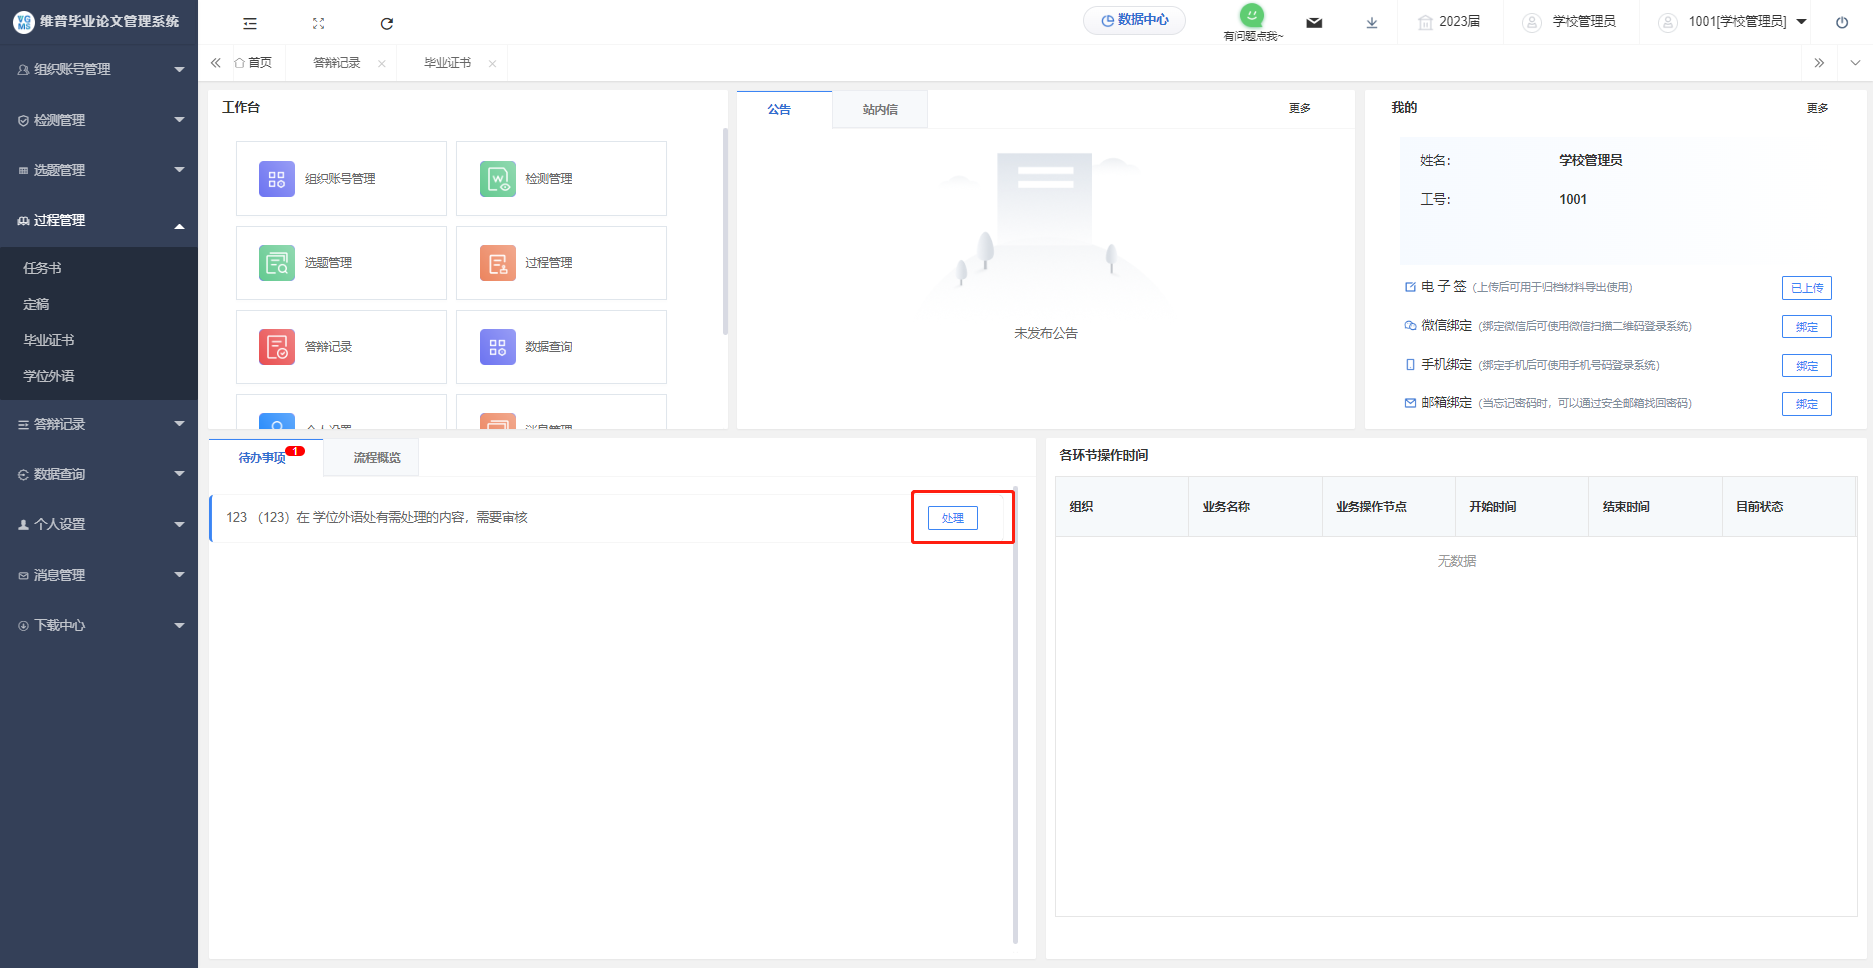 维普毕业论文管理系统
数据中心
有问题点我~
2023届
学校管理员
1001[学校管理员]
首页
答辩记录
毕业证书
组织账号管理
检测管理
选题管理
过程管理
任务书
定稿
毕业证书
学位外语
答辩记录
数据查询
个人设置
消息管理
下载中心
工作台
组织账号管理
检测管理
选题管理
过程管理
答辩记录
数据查询
个人设置
消息管理
公告
站内信
更多
未发布公告
我的
更多
姓名：
学校管理员
工号：
1001
电 子 签 (上传后可用于归档材料导出使用)
已上传
微信绑定 (绑定微信后可使用微信扫描二维码登录系统)
绑定
手机绑定 (绑定手机后可使用手机号码登录系统)
绑定
邮箱绑定 (当忘记密码时，可以通过安全邮箱找回密码)
绑定
待办事项 1
流程概览
123 （123）在 学位外语处有需处理的内容，需要审核
处理
各环节操作时间
组织
业务名称
业务操作节点
开始时间
结束时间
目前状态
无数据